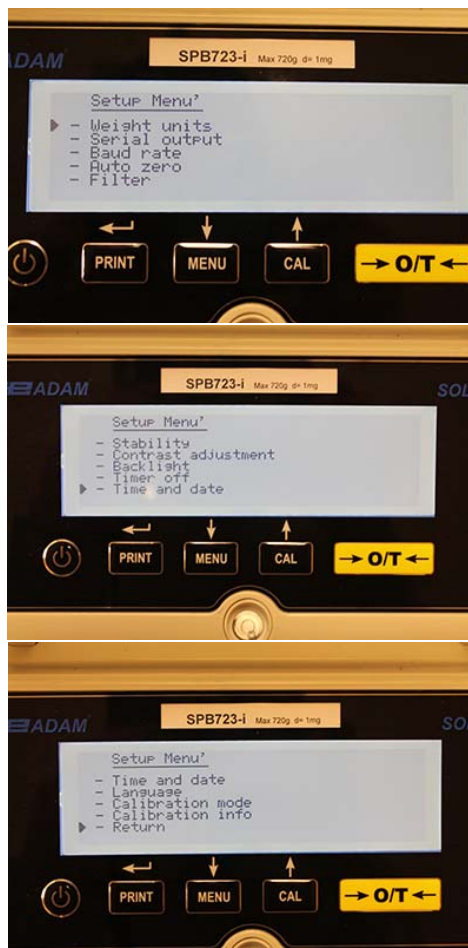 ADAM
SPB723-i Max 720g d= 1mg
Setup Menu'
- Weight units
- Serial output
- Baud rate
- Auto zero
- Filter
PRINT MENU CAL → O/T ←
ADAM SPB723-i Max 720g d= 1mg SOL
Setup Menu'
- Stability
- Contrast adjustment
- Backlight
- Timer off
- Time and date
PRINT MENU CAL → O/T ←
ADAM SPB723-i Max 720g d= 1mg SO
Setup Menu'
- Time and date
- Language
- Calibration mode
- Calibration info
- Return
PRINT MENU CAL → O/T ←